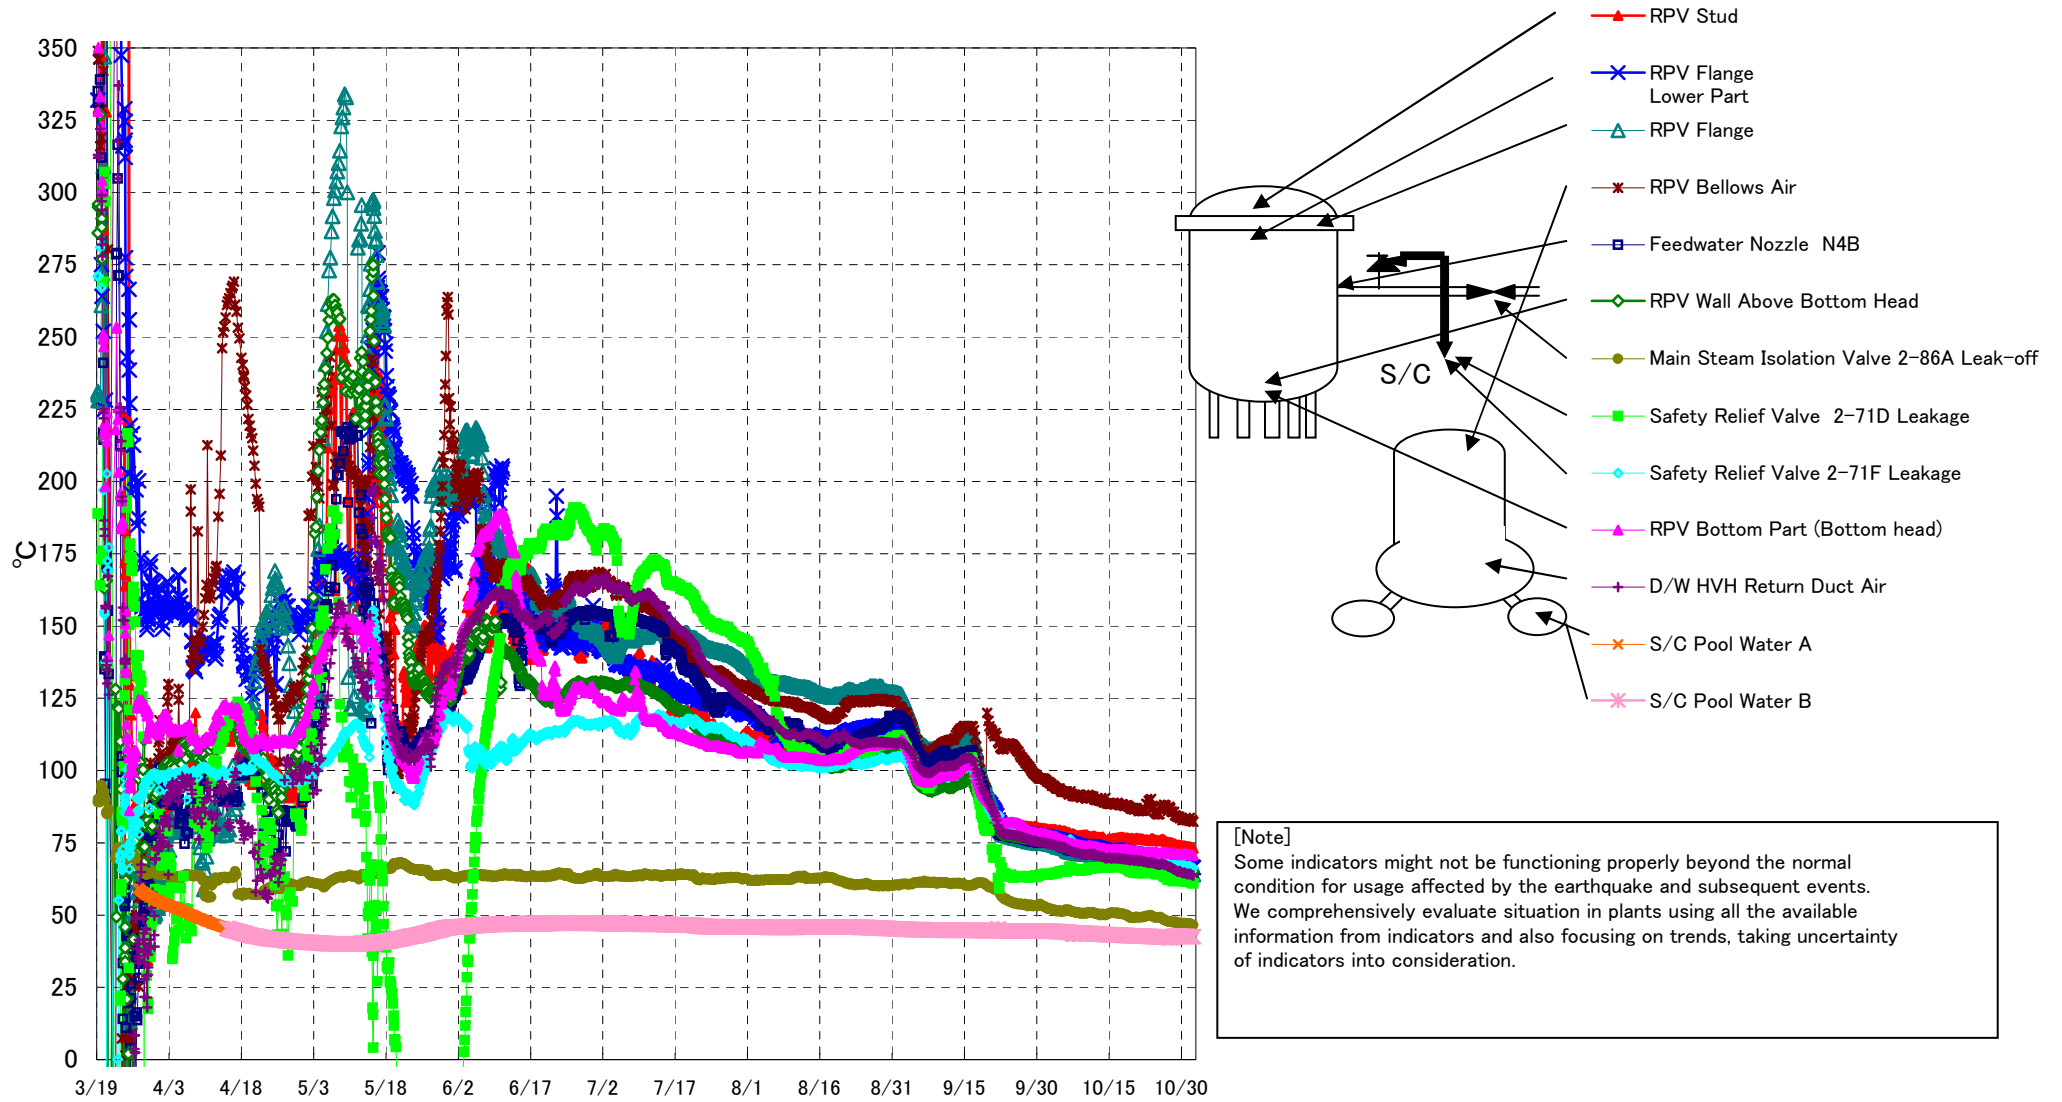 350
325
300
275
250
225
200
175
150
125
100
75
50
25
0
℃
3/19 4/3 4/18 5/3 5/18 6/2 6/17 7/2 7/17 8/1 8/16 8/31 9/15 9/30 10/15 10/30
RPV Stud
RPV Flange
Lower Part
RPV Flange
RPV Bellows Air
Feedwater Nozzle N4B
RPV Wall Above Bottom Head
Main Steam Isolation Valve 2-86A Leak-off
Safety Relief Valve 2-71D Leakage
Safety Relief Valve 2-71F Leakage
RPV Bottom Part (Bottom head)
D/W HVH Return Duct Air
S/C Pool Water A
S/C Pool Water B
S/C
[Note]
Some indicators might not be functioning properly beyond the normal
condition for usage affected by the earthquake and subsequent events.
We comprehensively evaluate situation in plants using all the available
information from indicators and also focusing on trends, taking uncertainty
of indicators into consideration.